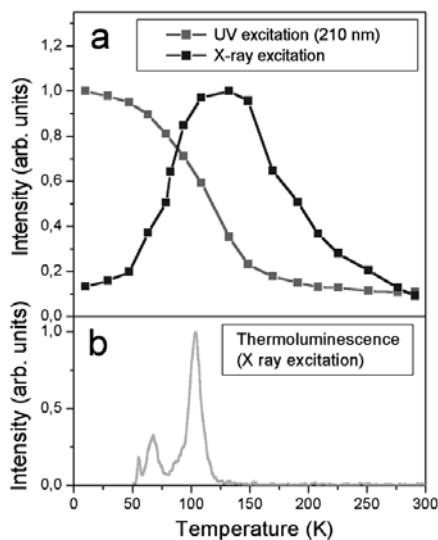 a
UV excitation (210 nm)
X-ray excitation
Intensity (arb. units)
1,2
1,0
0,8
0,6
0,4
0,2
0,0
b
Thermoluminescence
(X ray excitation)
Intensity (arb. units)
1,0
0,0
0 50 100 150 200 250 300
Temperature (K)